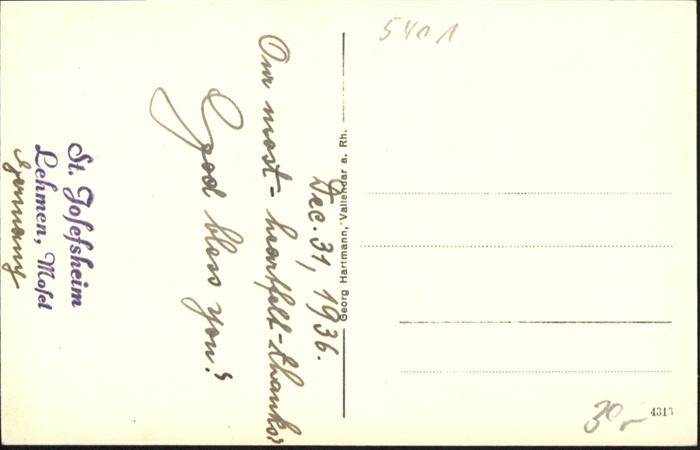 Dec. 31, 1936.
Our most-heartfelt-thanks
God bless you!
St. Josefsheim
Lehmen, Mosel
Germany
Georg Hartmann, Vallendar a. Rh.
5401
30,-
4313